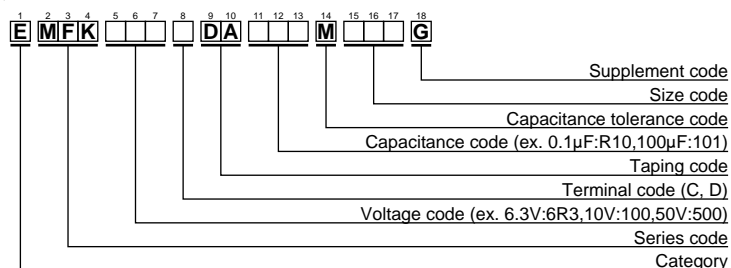 1 2 3 4 5 6 7 8 9 10 11 12 13 14 15 16 17 18
E MFK DA M G
Supplement code
Size code
Capacitance tolerance code
Capacitance code (ex. 0.1µF:R10,100µF:101)
Taping code
Terminal code (C, D)
Voltage code (ex. 6.3V:6R3,10V:100,50V:500)
Series code
Category